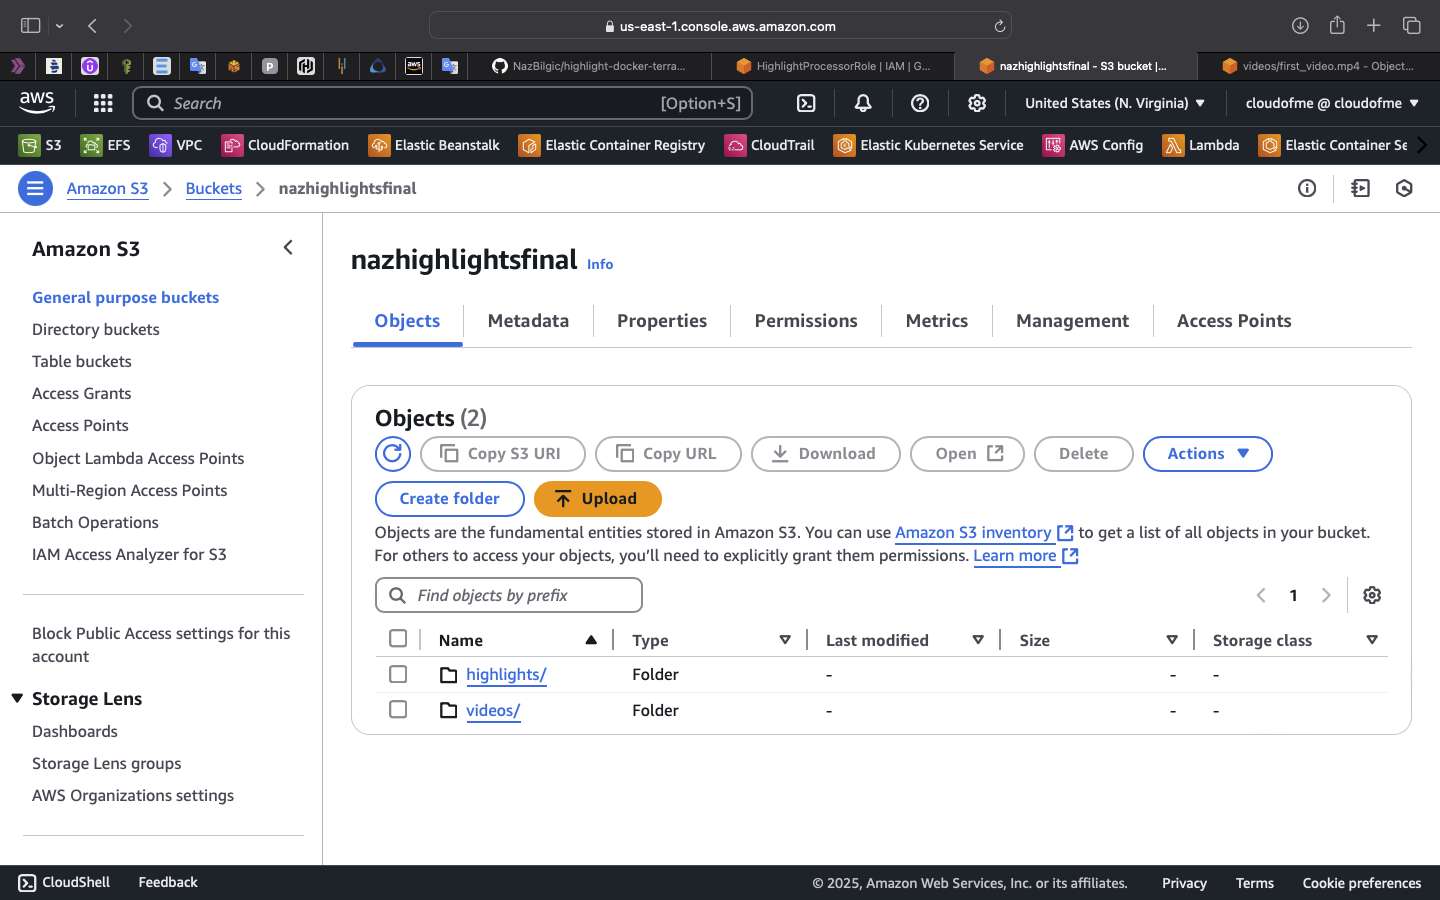 us-east-1.console.aws.amazon.com
NazBilgic/highlight-docker-terra...
HighlightProcessorRole | IAM | G...
nazhighlightsfinal - S3 bucket |...
videos/first_video.mp4 - Object...
aws
Search
[Option+S]
United States (N. Virginia)
cloudofme @ cloudofme
S3
EFS
VPC
CloudFormation
Elastic Beanstalk
Elastic Container Registry
CloudTrail
Elastic Kubernetes Service
AWS Config
Lambda
Elastic Container Se
Amazon S3
Buckets
nazhighlightsfinal
Amazon S3
General purpose buckets
Directory buckets
Table buckets
Access Grants
Access Points
Object Lambda Access Points
Multi-Region Access Points
Batch Operations
IAM Access Analyzer for S3
Block Public Access settings for this
account
Storage Lens
Dashboards
Storage Lens groups
AWS Organizations settings
nazhighlightsfinal Info
Objects
Metadata
Properties
Permissions
Metrics
Management
Access Points
Objects (2)
Copy S3 URI
Copy URL
Download
Open
Delete
Actions
Create folder
Upload
Objects are the fundamental entities stored in Amazon S3. You can use Amazon S3 inventory to get a list of all objects in your bucket.
For others to access your objects, you’ll need to explicitly grant them permissions. Learn more
Find objects by prefix
1
Name Type Last modified Size Storage class
highlights/ Folder - - -
videos/ Folder - - -
CloudShell
Feedback
© 2025, Amazon Web Services, Inc. or its affiliates.
Privacy
Terms
Cookie preferences